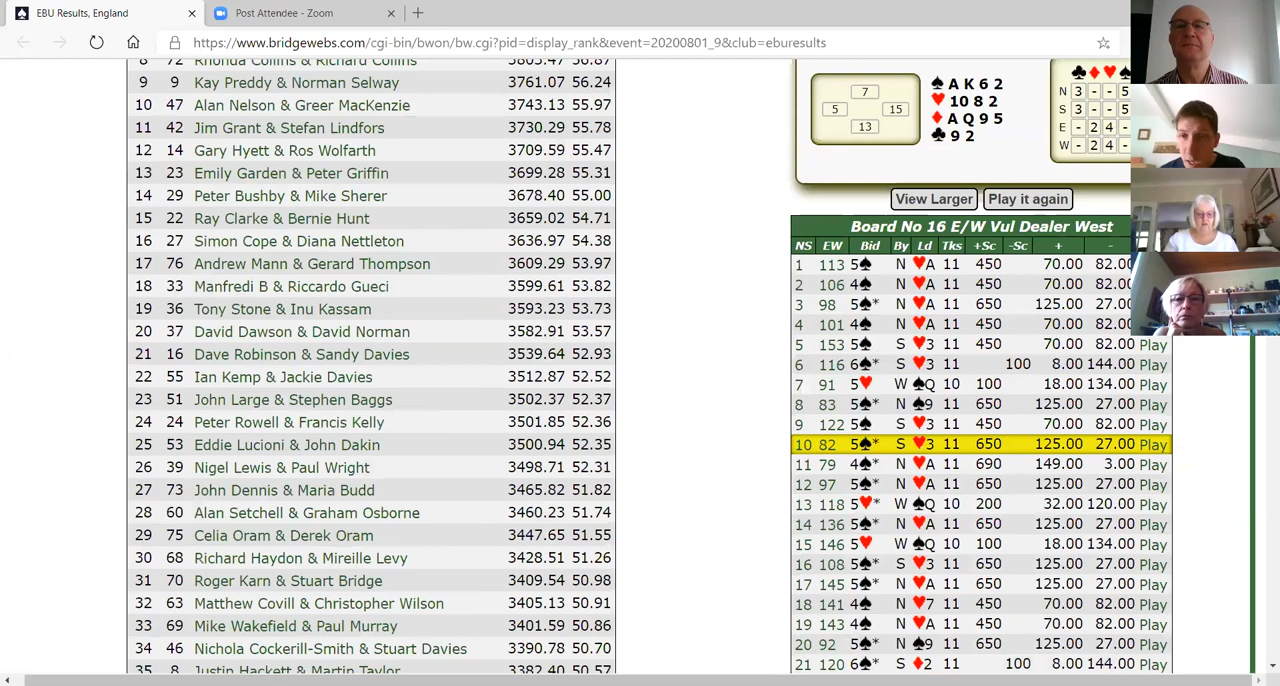 EBU Results, England
Post Attendee - Zoom
https://www.bridgewebs.com/cgi-bin/bwon/bw.cgi?pid=display_rank&event=20200801_9&club=eburesults
8 72 Rhonda Collins & Richard Collins 3803.47 56.87
9 9 Kay Preddy & Norman Selway 3761.07 56.24
10 47 Alan Nelson & Greer MacKenzie 3743.13 55.97
11 42 Jim Grant & Stefan Lindfors 3730.29 55.78
12 14 Gary Hyett & Ros Wolfarth 3709.59 55.47
13 23 Emily Garden & Peter Griffin 3699.28 55.31
14 29 Peter Bushby & Mike Sherer 3678.40 55.00
15 22 Ray Clarke & Bernie Hunt 3659.02 54.71
16 27 Simon Cope & Diana Nettleton 3636.97 54.38
17 76 Andrew Mann & Gerard Thompson 3609.29 53.97
18 33 Manfredi B & Riccardo Gueci 3599.61 53.82
19 36 Tony Stone & Inu Kassam 3593.23 53.73
20 37 David Dawson & David Norman 3582.91 53.57
21 16 Dave Robinson & Sandy Davies 3539.64 52.93
22 55 Ian Kemp & Jackie Davies 3512.87 52.52
23 51 John Large & Stephen Baggs 3502.37 52.37
24 24 Peter Rowell & Francis Kelly 3501.85 52.36
25 53 Eddie Lucioni & John Dakin 3500.94 52.35
26 39 Nigel Lewis & Paul Wright 3498.71 52.31
27 73 John Dennis & Maria Budd 3465.82 51.82
28 60 Alan Setchell & Graham Osborne 3460.23 51.74
29 75 Celia Oram & Derek Oram 3447.65 51.55
30 68 Richard Haydon & Mireille Levy 3428.51 51.26
31 70 Roger Karn & Stuart Bridge 3409.54 50.98
32 63 Matthew Covill & Christopher Wilson 3405.13 50.91
33 69 Mike Wakefield & Paul Murray 3401.59 50.86
34 46 Nichola Cockerill-Smith & Stuart Davies 3390.78 50.70
35 8 Justin Hackett & Martin Taylor 3382.40 50.57
7
5 15
13
♠ A K 6 2
♥ 10 8 2
♦ A Q 9 5
♣ 9 2
♣ ♦ ♥ ♠
N 3 - - 5
S 3 - - 5
E - 2 4 -
W - 2 4 -
View Larger Play it again
Board No 16 E/W Vul Dealer West
NS EW Bid By Ld Tks +Sc -Sc + -
1 113 5♠ N ♥A 11 450 70.00 82.00
2 106 4♠ N ♥A 11 450 70.00 82.00
3 98 5♠* N ♥A 11 650 125.00 27.00
4 101 4♠ N ♥A 11 450 70.00 82.00
5 153 5♠ S ♥3 11 450 70.00 82.00 Play
6 116 6♠* S ♥3 11 100 8.00 144.00 Play
7 91 5♥ W ♠Q 10 100 18.00 134.00 Play
8 83 5♠* N ♠9 11 650 125.00 27.00 Play
9 122 5♠ S ♥3 11 450 70.00 82.00 Play
10 82 5♠* S ♥3 11 650 125.00 27.00 Play
11 79 4♠* N ♥A 11 690 149.00 3.00 Play
12 97 5♠* N ♥A 11 650 125.00 27.00 Play
13 118 5♥* W ♠Q 10 200 32.00 120.00 Play
14 136 5♠* N ♥A 11 650 125.00 27.00 Play
15 146 5♥ W ♠Q 10 100 18.00 134.00 Play
16 108 5♠* S ♥3 11 650 125.00 27.00 Play
17 145 5♠* N ♥A 11 650 125.00 27.00 Play
18 141 4♠ N ♥7 11 450 70.00 82.00 Play
19 143 4♠ N ♥A 11 450 70.00 82.00 Play
20 92 5♠* N ♠9 11 650 125.00 27.00 Play
21 120 6♠* S ♦2 11 100 8.00 144.00 Play